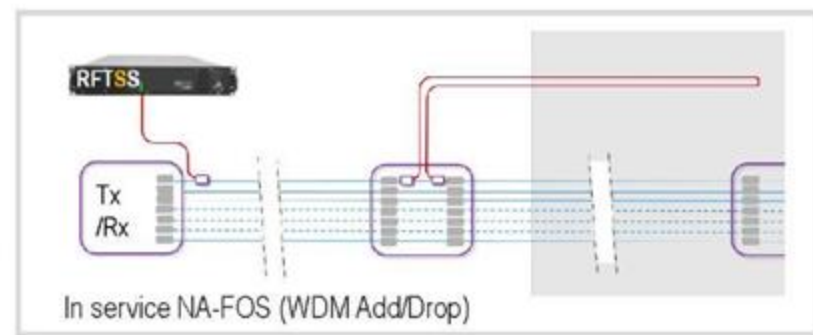 RFTSS
Tx
/Rx
In service NA-FOS (WDM Add/Drop)